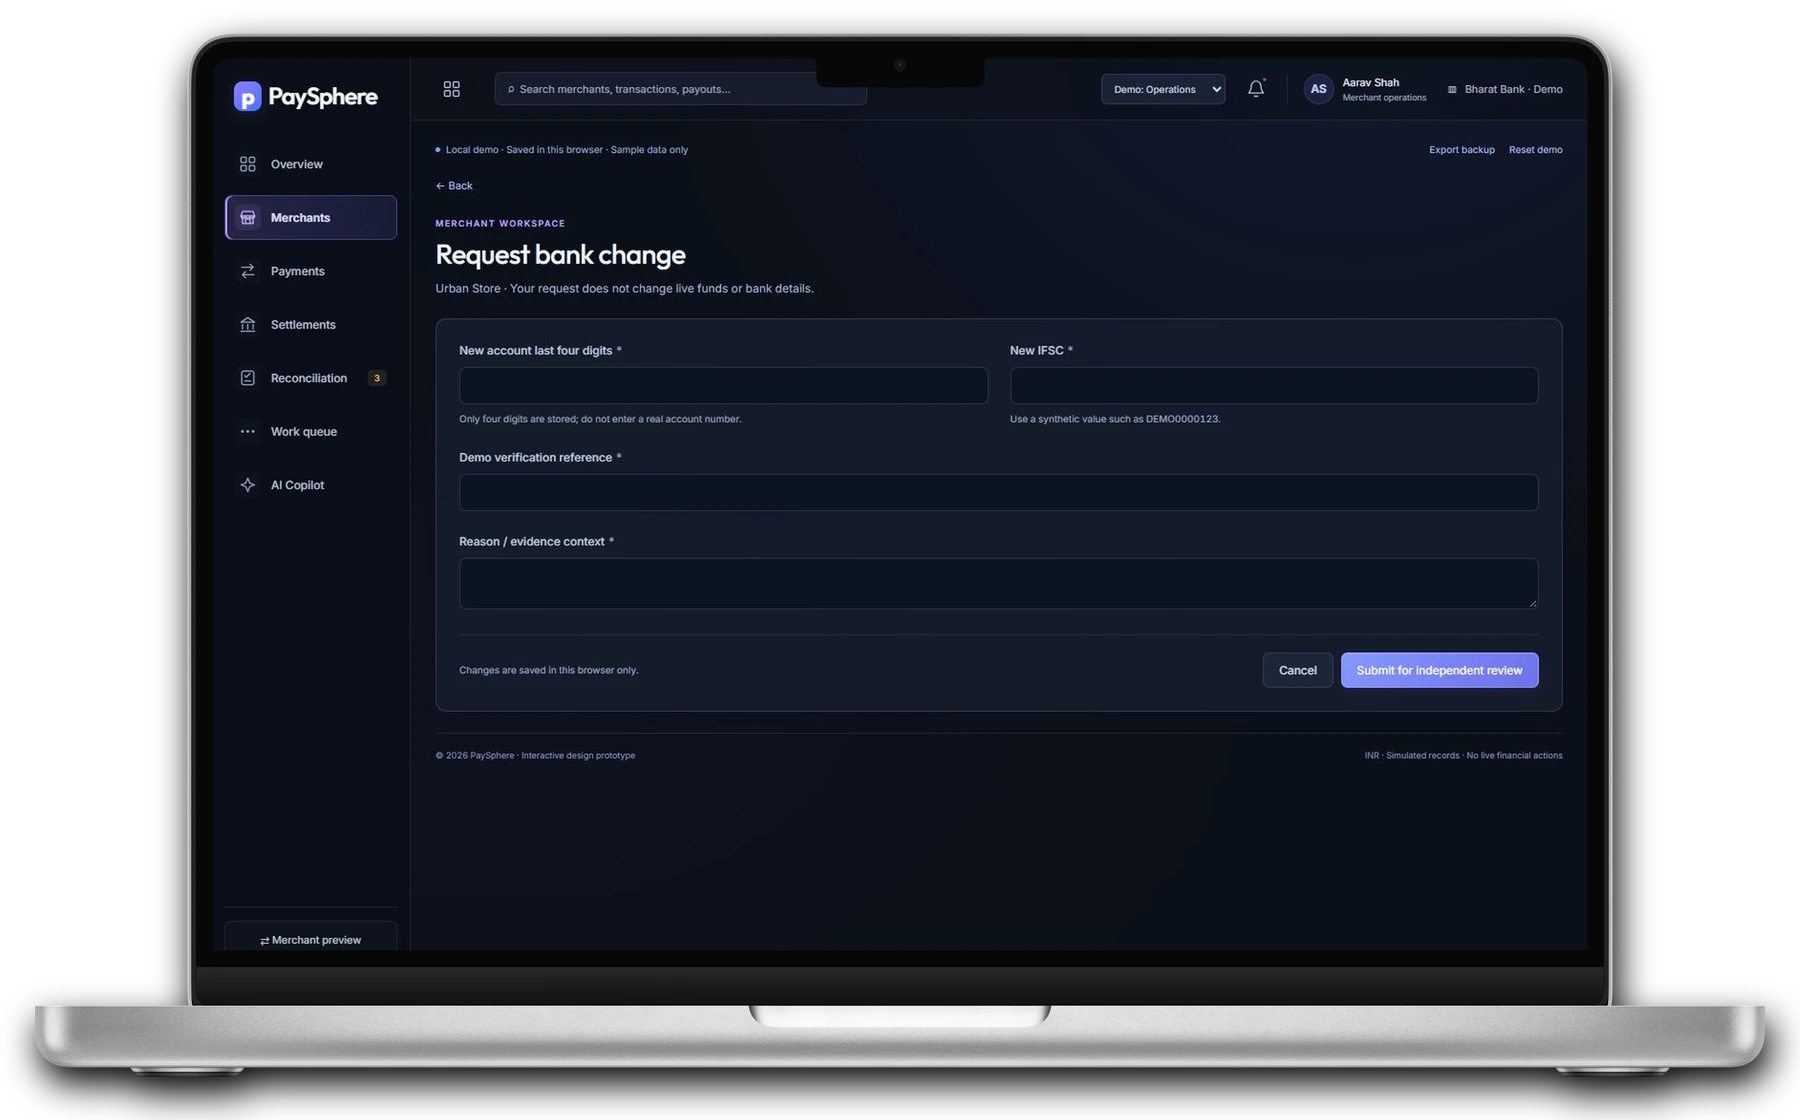 PaySphere
Search merchants, transactions, payouts...
Demo: Operations
AS
Aarav Shah
Merchant operations
Bharat Bank · Demo
Overview
Merchants
Payments
Settlements
Reconciliation 3
Work queue
AI Copilot
⇄ Merchant preview
Local demo · Saved in this browser · Sample data only
Export backup
Reset demo
← Back
MERCHANT WORKSPACE
Request bank change
Urban Store · Your request does not change live funds or bank details.
New account last four digits *
Only four digits are stored; do not enter a real account number.
New IFSC *
Use a synthetic value such as DEMO0000123.
Demo verification reference *
Reason / evidence context *
Changes are saved in this browser only.
Cancel
Submit for independent review
© 2026 PaySphere · Interactive design prototype
INR · Simulated records · No live financial actions